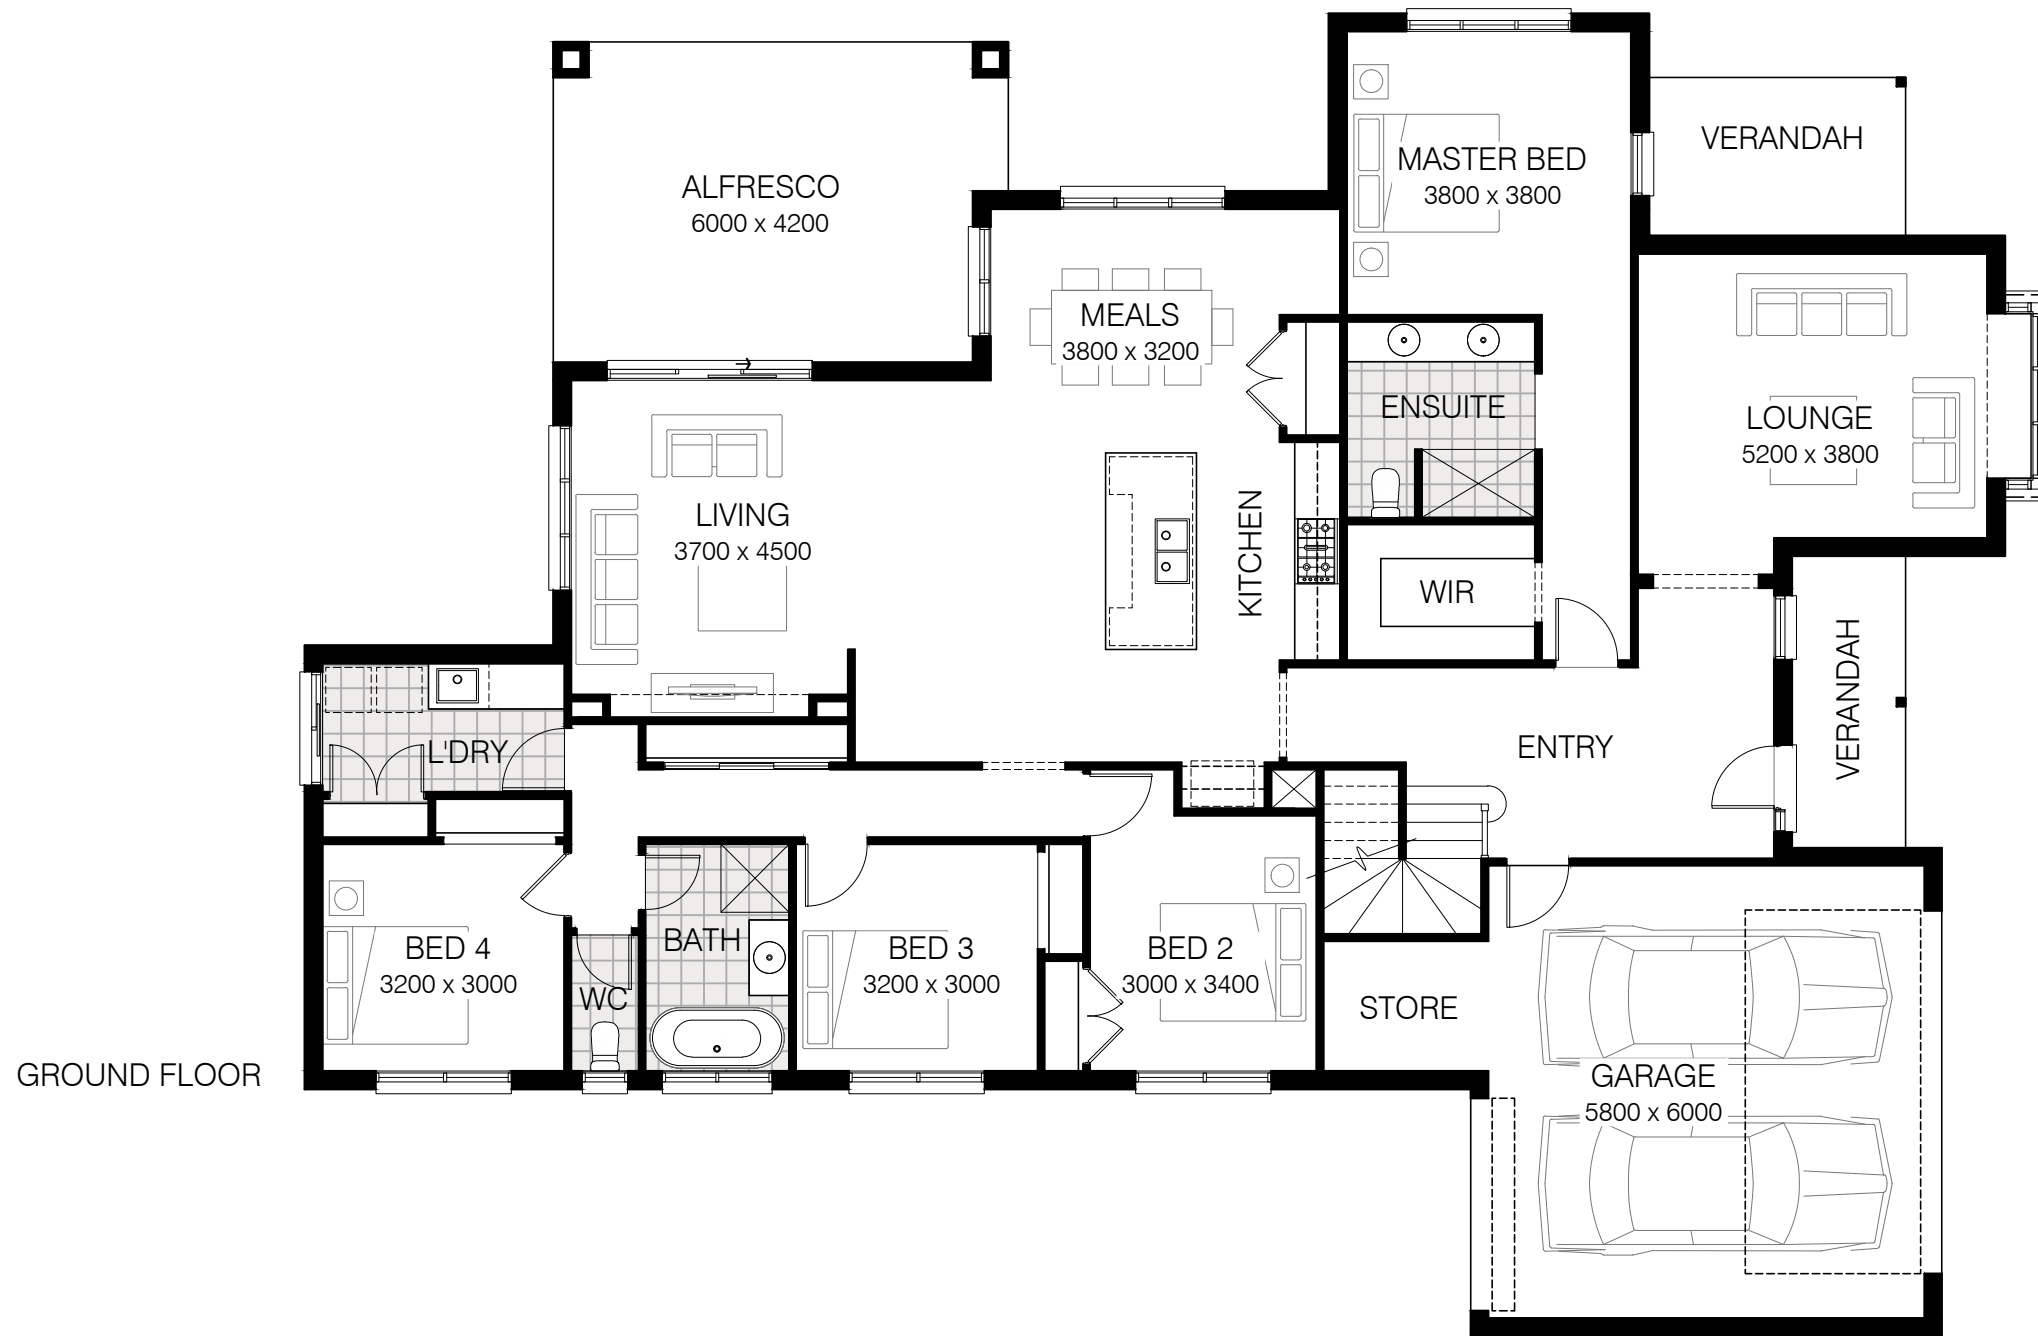 VERANDAH
MASTER BED
3800 x 3800
ALFRESCO
6000 x 4200
MEALS
3800 x 3200
ENSUITE
LOUNGE
5200 x 3800
LIVING
3700 x 4500
KITCHEN
WIR
VERANDAH
L'DRY
ENTRY
BATH
BED 4
3200 x 3000
BED 3
3200 x 3000
BED 2
3000 x 3400
WC
STORE
GROUND FLOOR
GARAGE
5800 x 6000